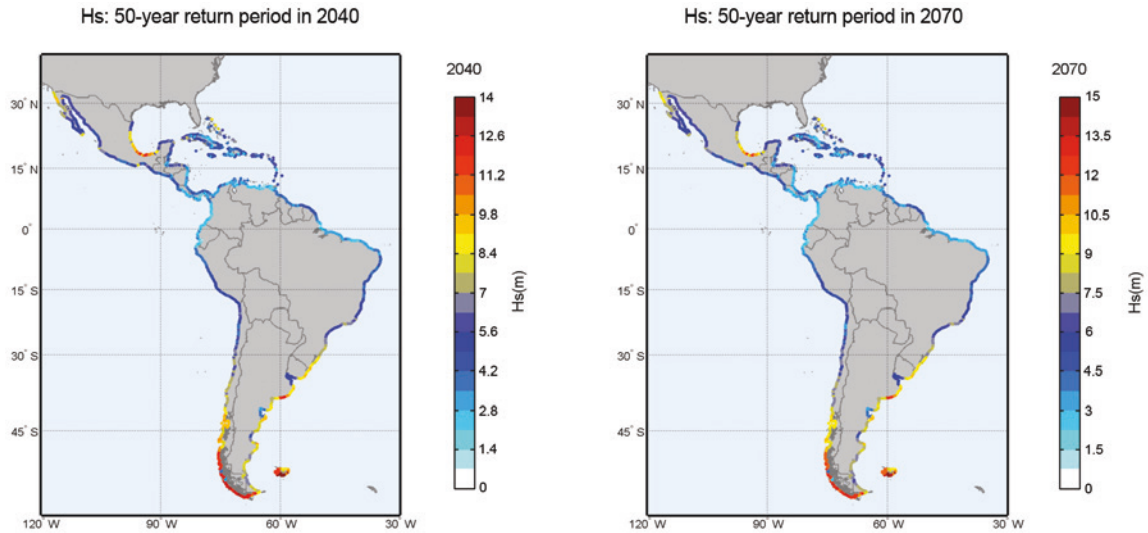 Hs: 50-year return period in 2040
2040
14
12.6
11.2
9.8
8.4
7
5.6
4.2
2.8
1.4
0
Hs(m)
30° N
15° N
0°
15° S
30° S
45° S
120° W
90° W
60° W
30° W
Hs: 50-year return period in 2070
2070
15
13.5
12
10.5
9
7.5
6
4.5
3
1.5
0
Hs(m)
30° N
15° N
0°
15° S
30° S
45° S
120° W
90° W
60° W
30° W